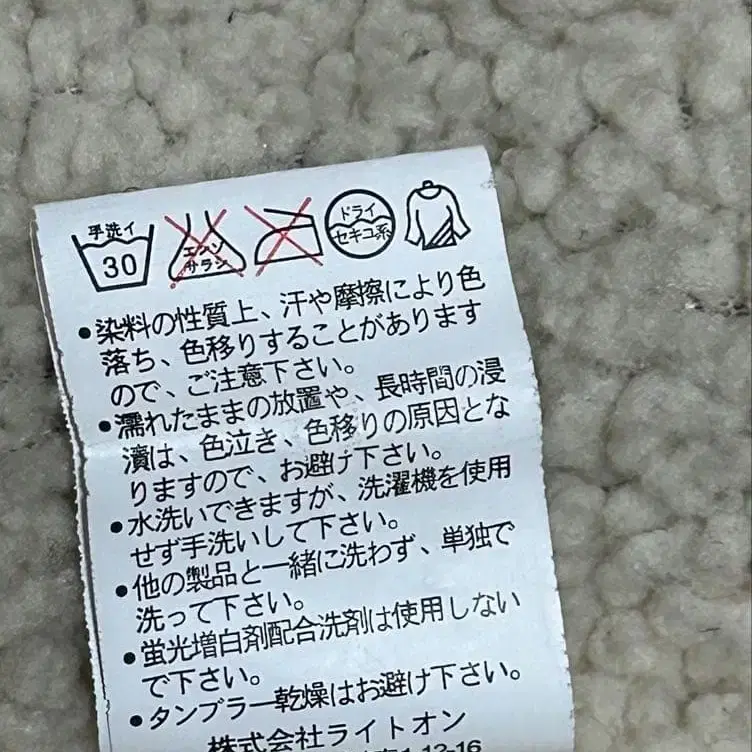 手洗イ
30
エンソ
サラシ
ドライ
セキユ系
●染料の性質上、汗や摩擦により色
落ち、色移りすることがあります
ので、ご注意下さい。
●濡れたままの放置や、長時間の浸
漬は、色泣き、色移りの原因とな
りますので、お避け下さい。
●水洗いできますが、洗濯機を使用
せず手洗いして下さい。
●他の製品と一緒に洗わず、単独で
洗って下さい。
●蛍光増白剤配合洗剤は使用しない
で下さい。
●タンブラー乾燥はお避け下さい。
株式会社ライトオン
1-12-16